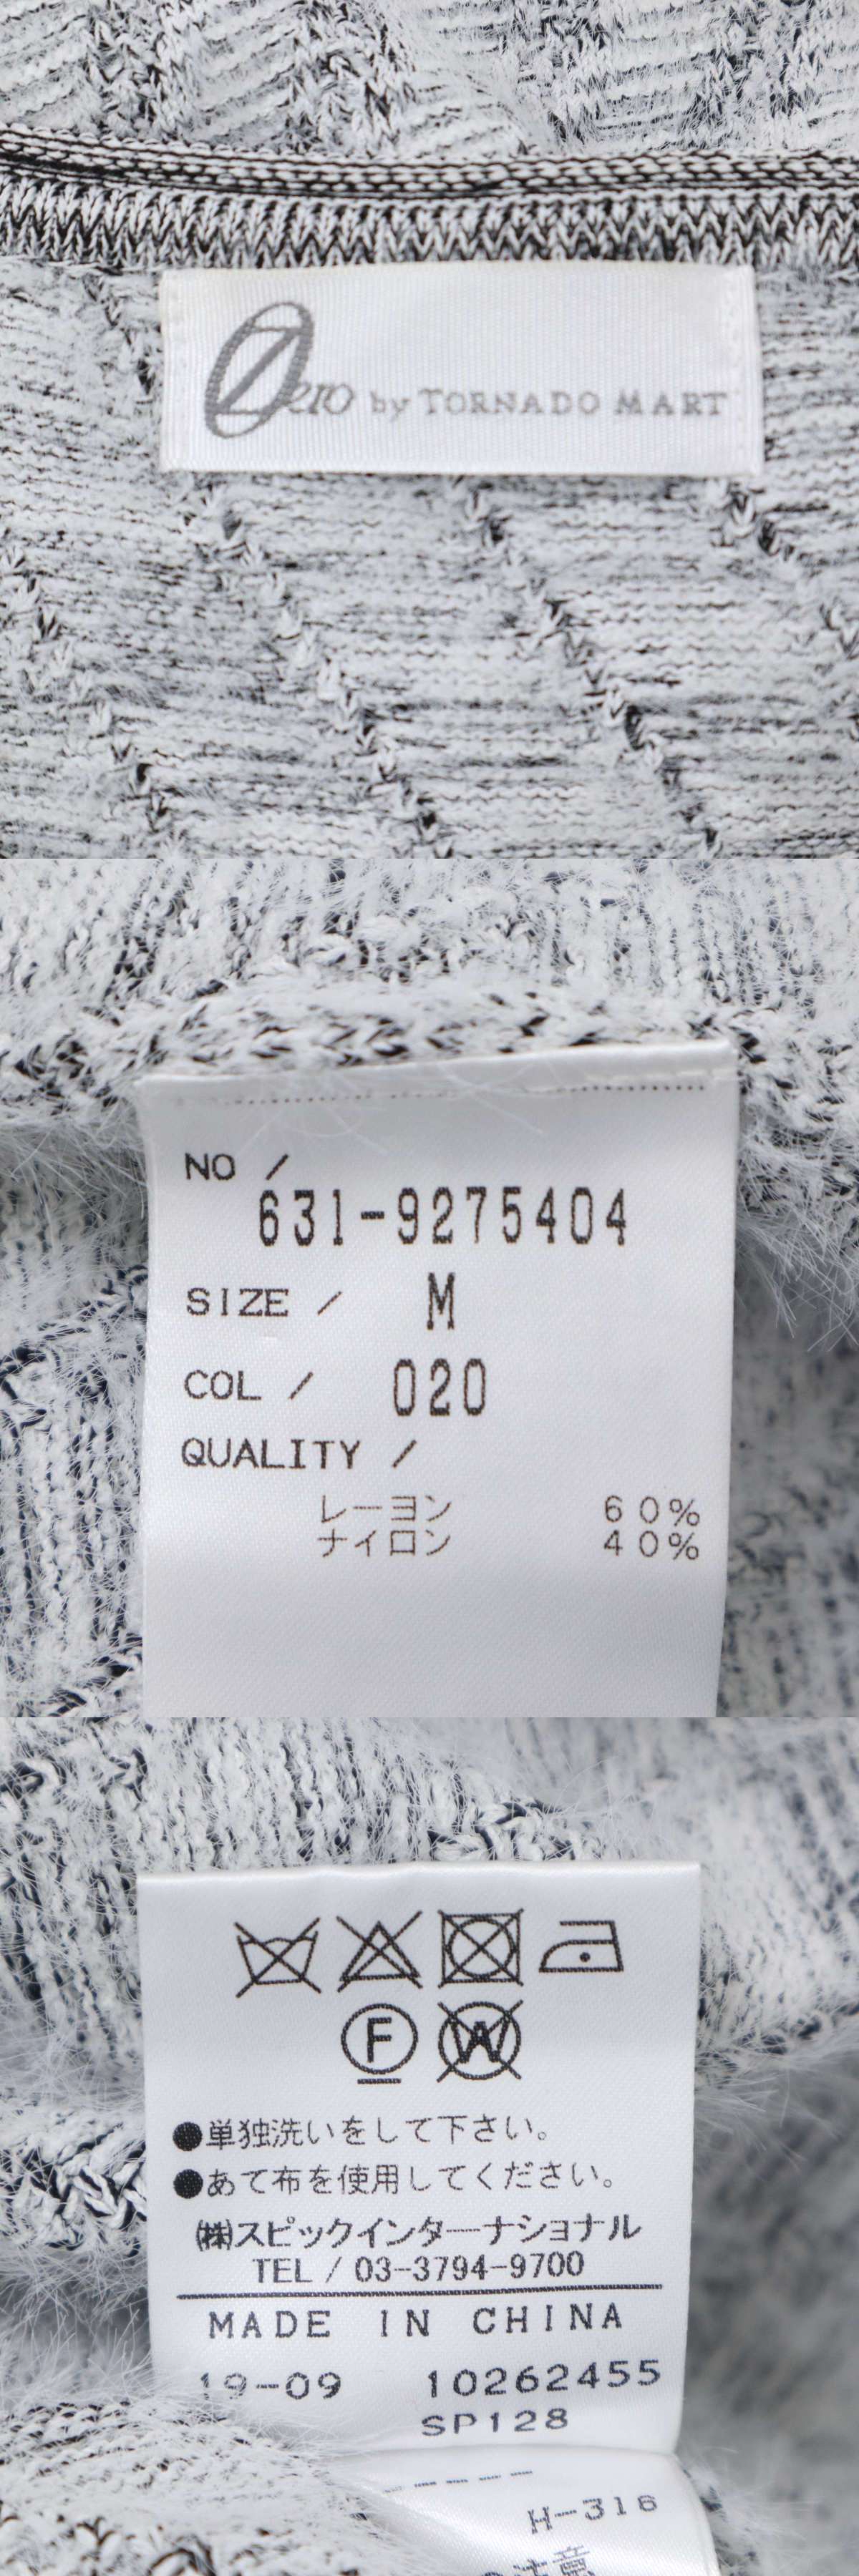 Zero by TORNADO MART
NO /
631-9275404
SIZE / M
COL / 020
QUALITY /
レーヨン 60%
ナイロン 40%
F W
●単独洗いをして下さい。
●あて布を使用してください。
㈱スピックインターナショナル
TEL / 03-3794-9700
MADE IN CHINA
19-09 10262455
SP128
H-316
注意